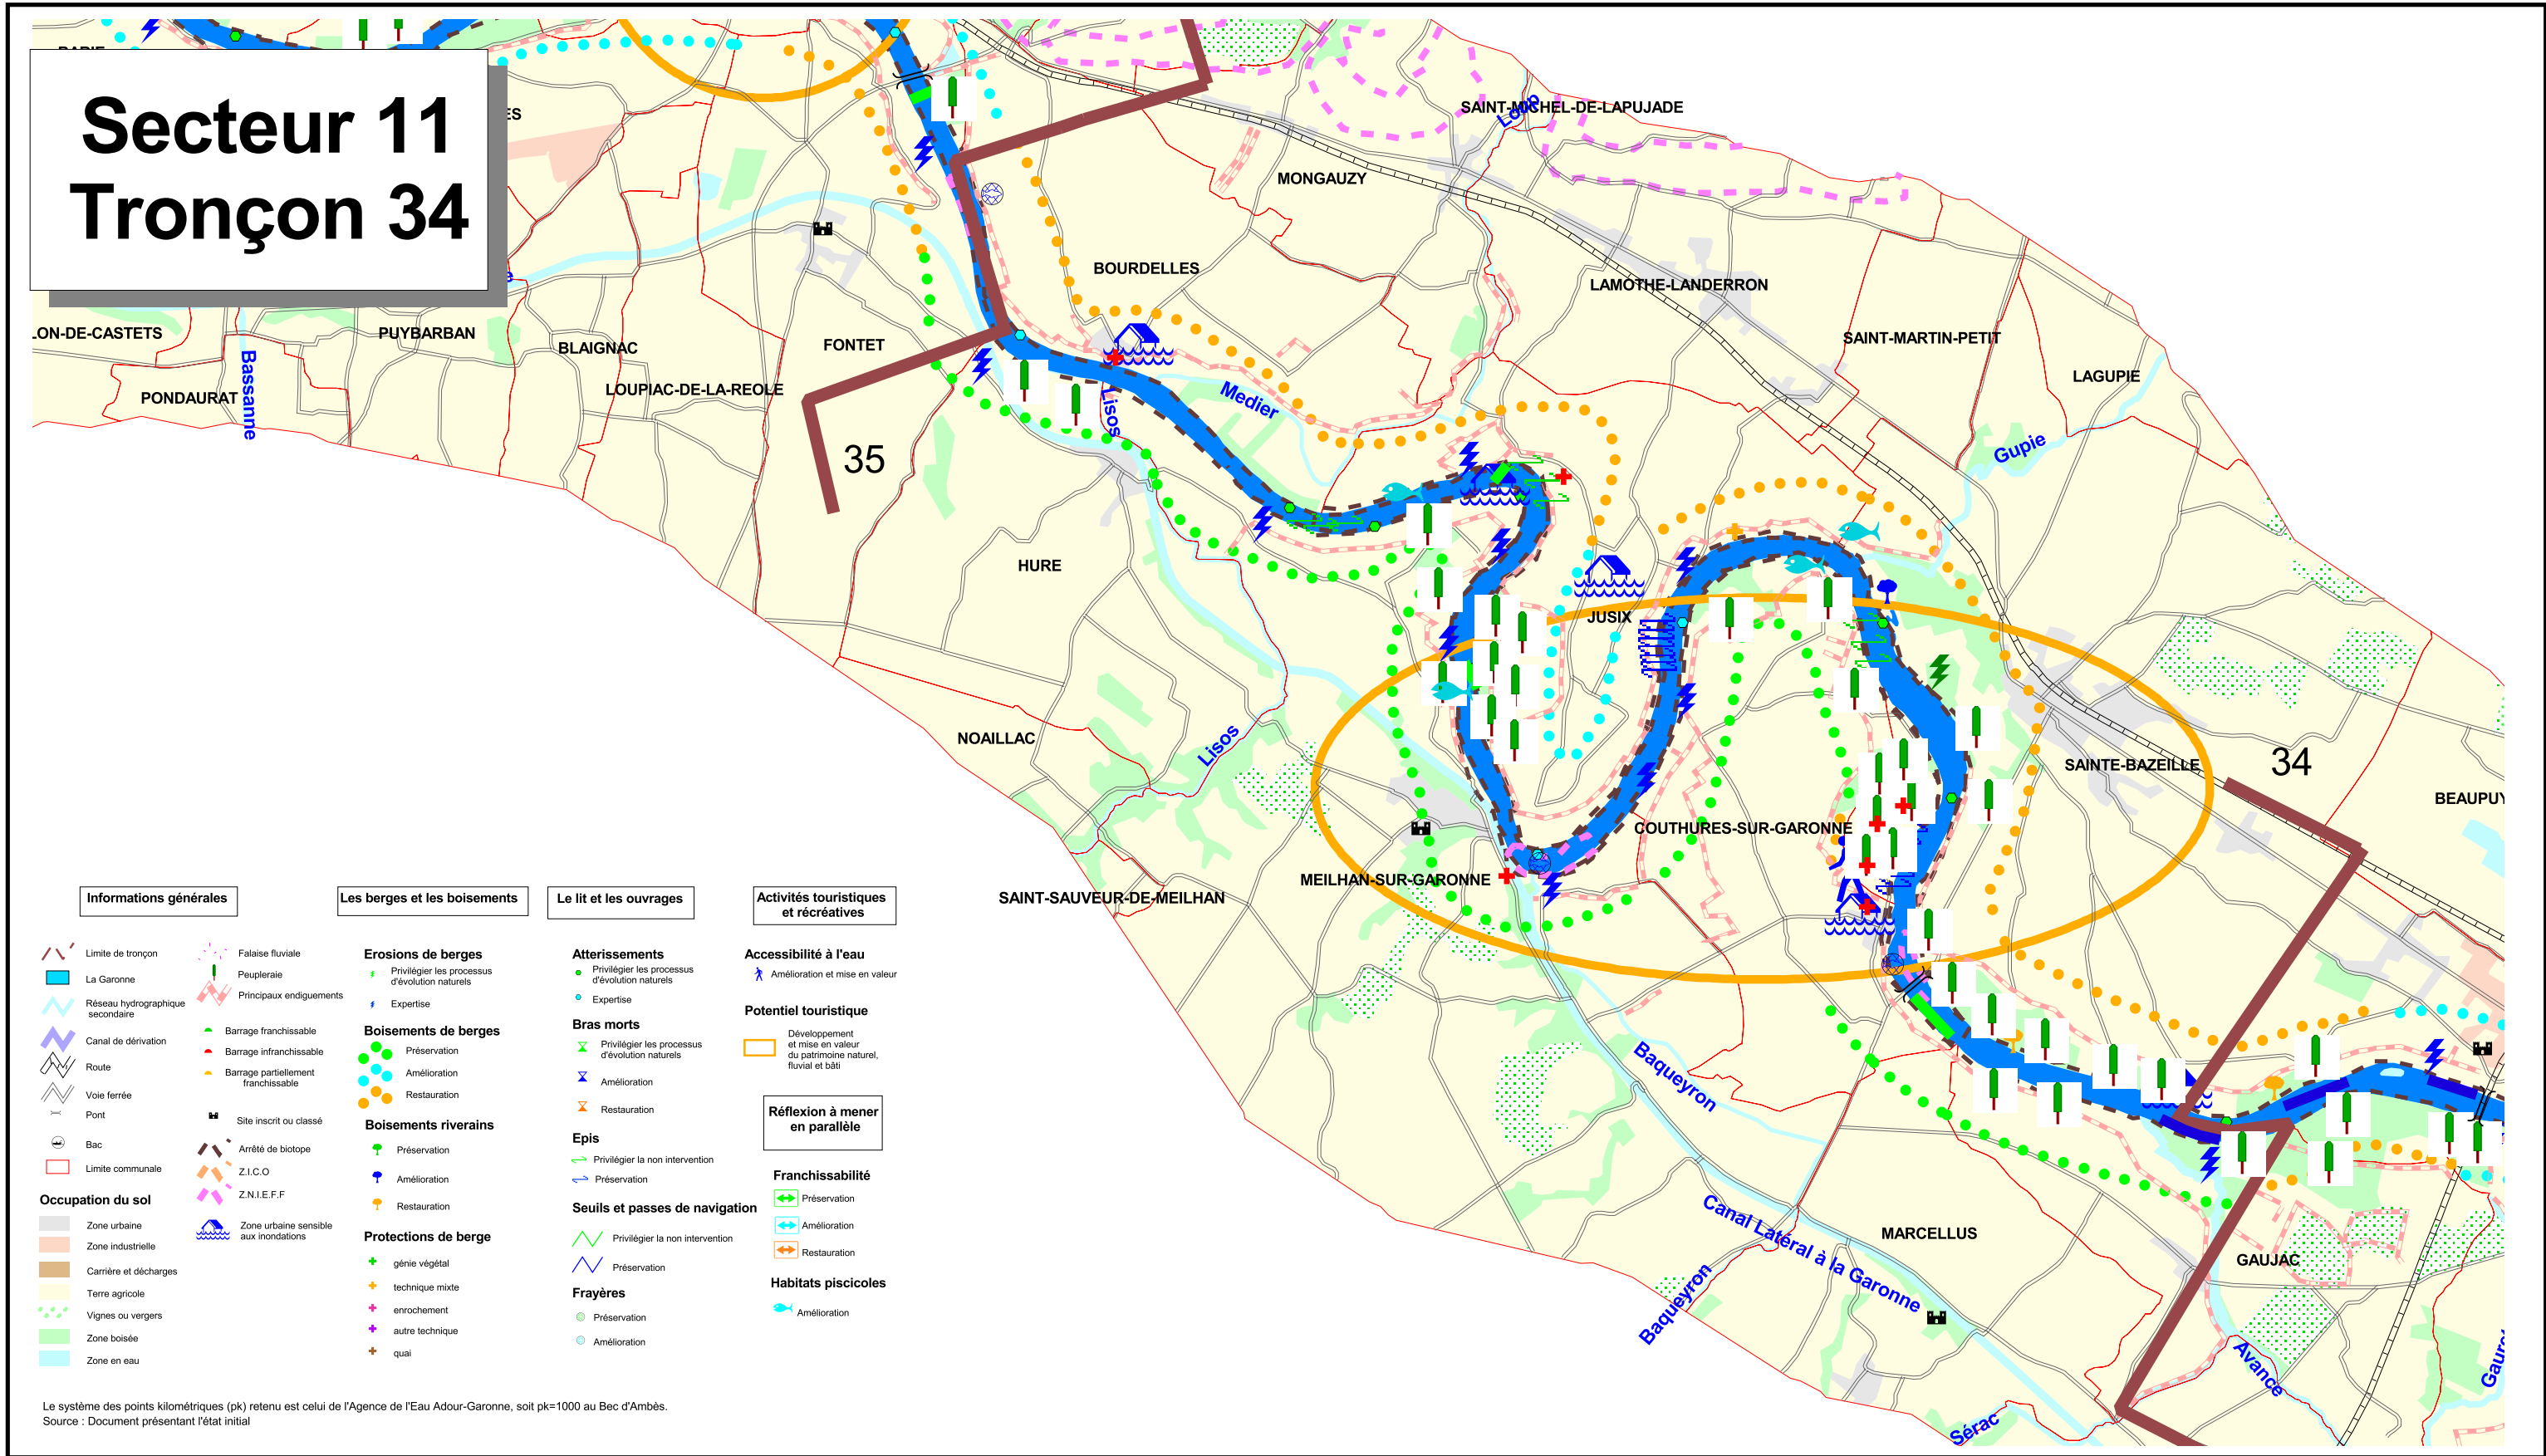 Secteur 11
Tronçon 34
ES
SAINT-MICHEL-DE-LAPUJADE
Loup
MONGAUZY
BOURDELLES
LAMOTHE-LANDERRON
SAINT-MARTIN-PETIT
LAGUPIE
LON-DE-CASTETS
PUYBARBAN
BLAIGNAC
FONTET
PONDAURAT
Bassanne
LOUPIAC-DE-LA-REOLE
Lisos
Medier
Gupie
35
HURE
JUSIX
NOAILLAC
Lisos
SAINTE-BAZEILLE
34
BEAUPUY
COUTHURES-SUR-GARONNE
MEILHAN-SUR-GARONNE
SAINT-SAUVEUR-DE-MEILHAN
Baqueyron
Canal Latéral à la Garonne
MARCELLUS
GAUJAC
Baqueyron
Avance
Sérac
Informations générales
Limite de tronçon
La Garonne
Réseau hydrographique
secondaire
Canal de dérivation
Route
Voie ferrée
Pont
Bac
Limite communale
Occupation du sol
Zone urbaine
Zone industrielle
Carrière et décharges
Terre agricole
Vignes ou vergers
Zone boisée
Zone en eau
Falaise fluviale
Peupleraie
Principaux endiguements
Barrage franchissable
Barrage infranchissable
Barrage partiellement
franchissable
Site inscrit ou classé
Arrêté de biotope
Z.I.C.O
Z.N.I.E.F.F
Zone urbaine sensible
aux inondations
Les berges et les boisements
Erosions de berges
Privilégier les processus
d'évolution naturels
Expertise
Boisements de berges
Préservation
Amélioration
Restauration
Boisements riverains
Préservation
Amélioration
Restauration
Protections de berge
génie végétal
technique mixte
enrochement
autre technique
quai
Le lit et les ouvrages
Atterissements
Privilégier les processus
d'évolution naturels
Expertise
Bras morts
Privilégier les processus
d'évolution naturels
Amélioration
Restauration
Epis
Privilégier la non intervention
Préservation
Seuils et passes de navigation
Privilégier la non intervention
Préservation
Frayères
Préservation
Amélioration
Activités touristiques
et récréatives
Accessibilité à l'eau
Amélioration et mise en valeur
Potentiel touristique
Développement
et mise en valeur
du patrimoine naturel,
fluvial et bâti
Réflexion à mener
en parallèle
Franchissabilité
Préservation
Amélioration
Restauration
Habitats piscicoles
Amélioration
Le système des points kilométriques (pk) retenu est celui de l'Agence de l'Eau Adour-Garonne, soit pk=1000 au Bec d'Ambès.
Source : Document présentant l'état initial